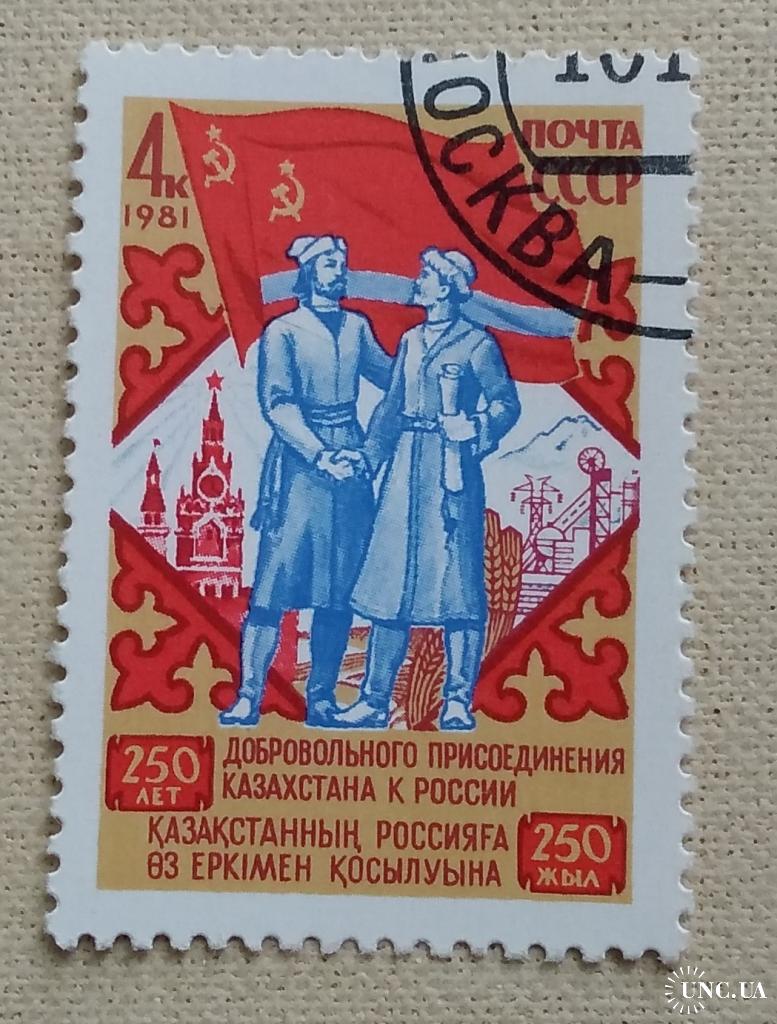 4к
1981
ПОЧТА
СССР
101
ОСКВА
250
ЛЕТ
ДОБРОВОЛЬНОГО ПРИСОЕДИНЕНИЯ
КАЗАХСТАНА К РОССИИ
ҚАЗАҚСТАННЫҢ РОССИЯҒА
ӨЗ ЕРКІМЕН ҚОСЫЛУЫНА
250
ЖЫЛ
UNC.UA